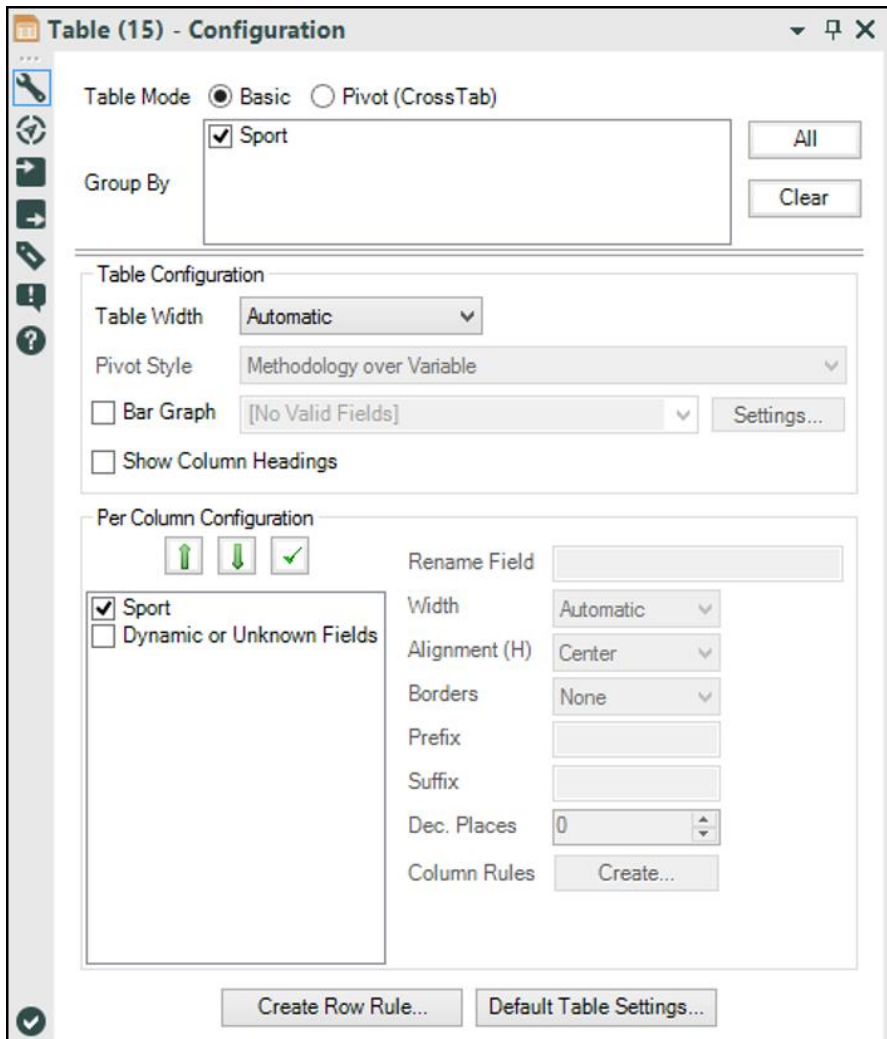 Table (15) - Configuration
Table Mode Basic Pivot (CrossTab)
Group By
Sport
All
Clear
Table Configuration
Table Width Automatic
Pivot Style Methodology over Variable
Bar Graph [No Valid Fields] Settings...
Show Column Headings
Per Column Configuration
Sport
Dynamic or Unknown Fields
Rename Field
Width Automatic
Alignment (H) Center
Borders None
Prefix
Suffix
Dec. Places 0
Column Rules Create...
Create Row Rule... Default Table Settings...